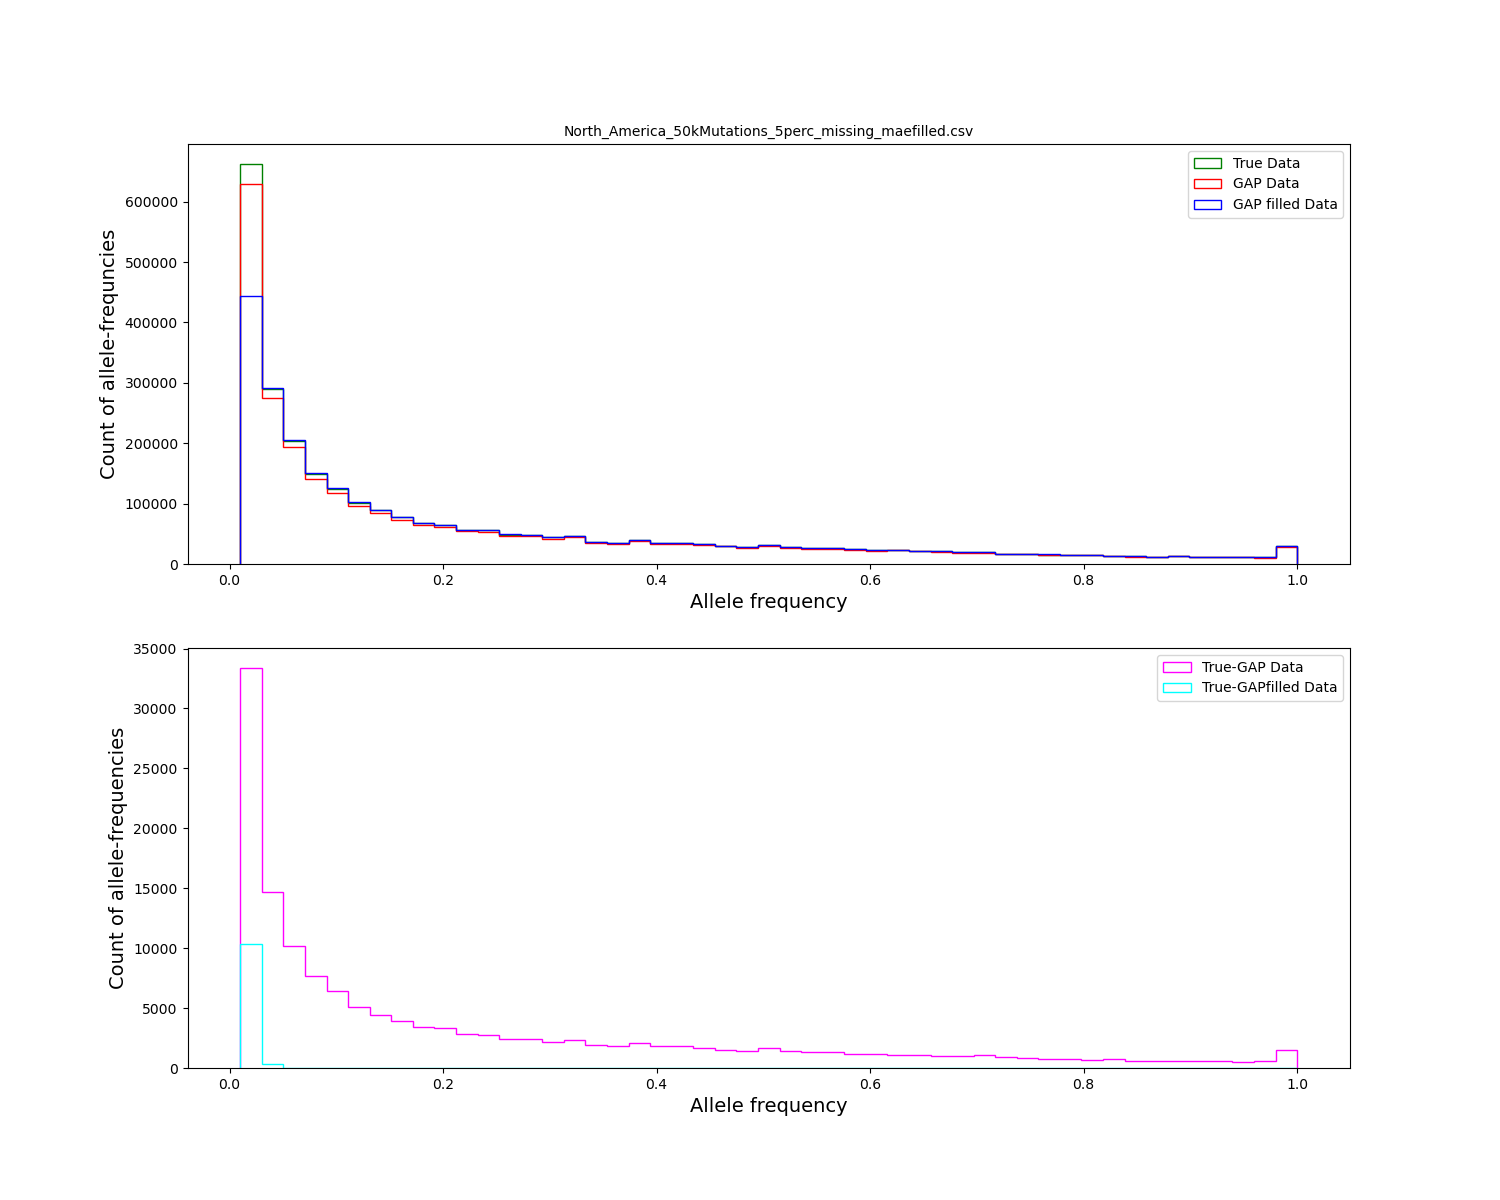 North_America_50kMutations_5perc_missing_maefilled.csv
True Data
GAP Data
GAP filled Data
Count of allele-frequncies
600000
500000
400000
300000
200000
100000
0
0.0 0.2 0.4 0.6 0.8 1.0
Allele frequency
True-GAP Data
True-GAPfilled Data
Count of allele-frequencies
35000
30000
25000
20000
15000
10000
5000
0
0.0 0.2 0.4 0.6 0.8 1.0
Allele frequency